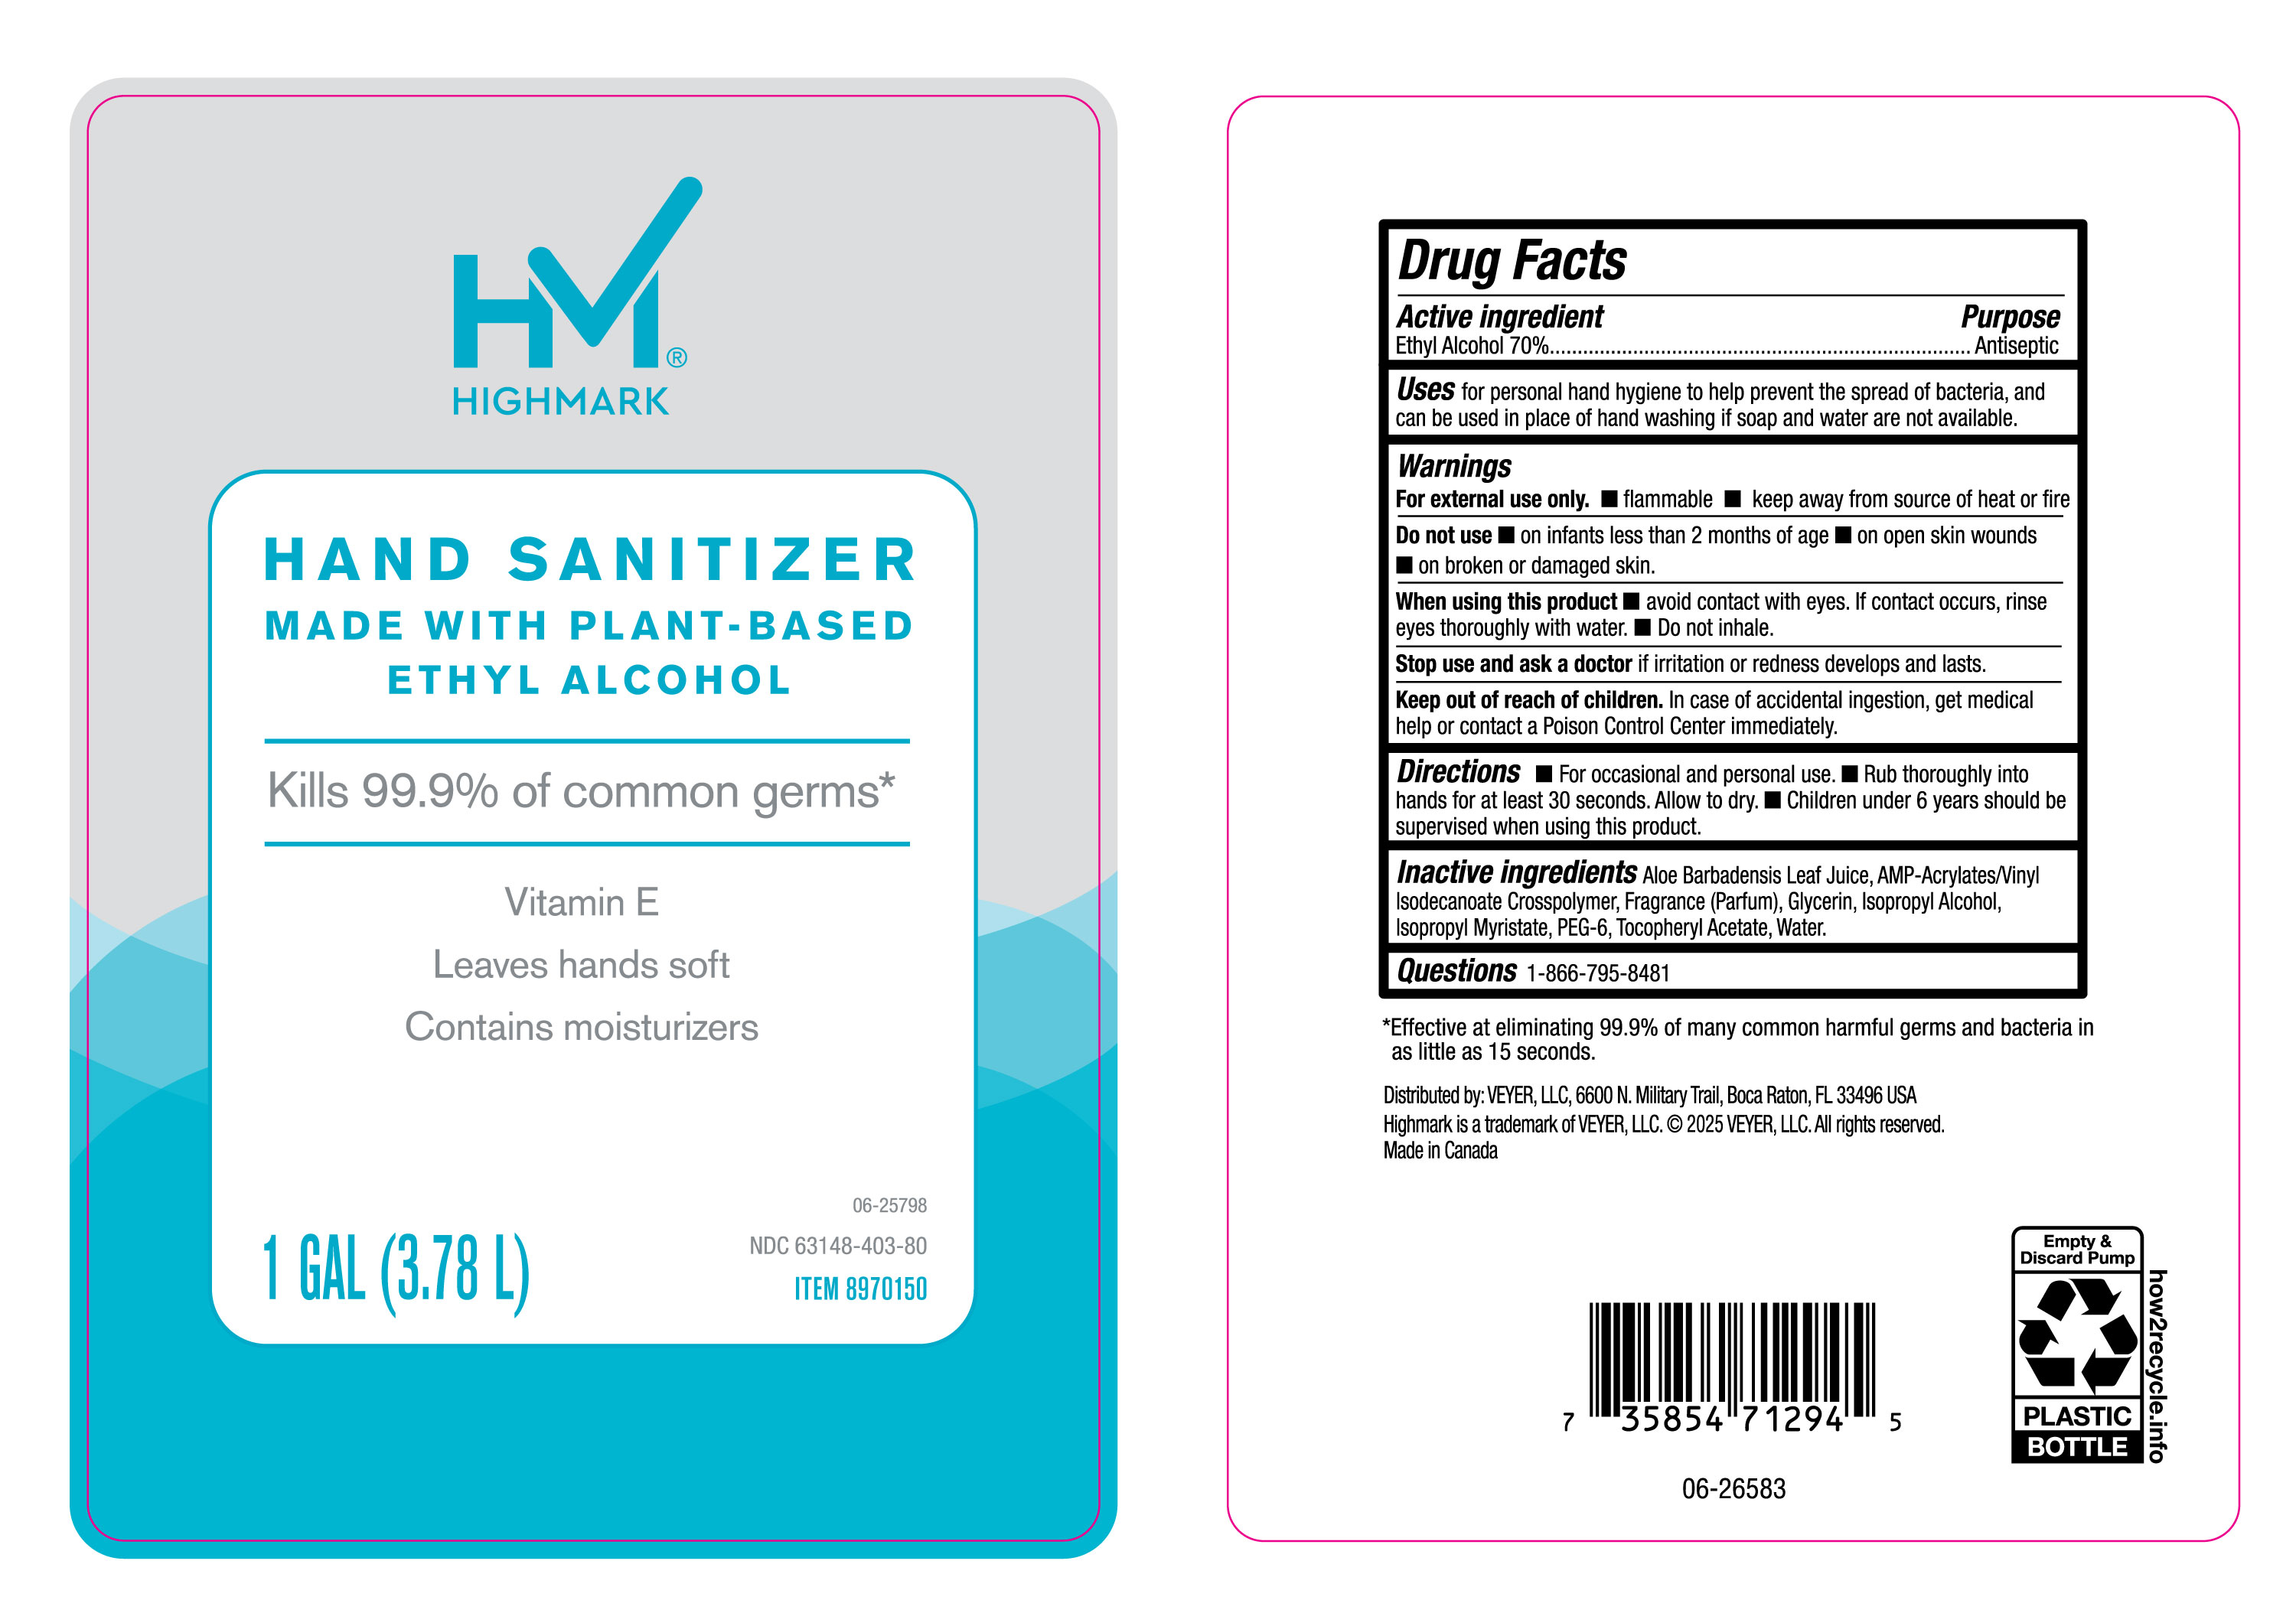 HM®
HIGHMARK
HAND SANITIZER
MADE WITH PLANT-BASED
ETHYL ALCOHOL
Kills 99.9% of common germs*
Vitamin E
Leaves hands soft
Contains moisturizers
06-25798
NDC 63148-403-80
1 GAL (3.78 L)
ITEM 8970150
Drug Facts
Active ingredient Purpose
Ethyl Alcohol 70%........................................................................... Antiseptic
Uses for personal hand hygiene to help prevent the spread of bacteria, and
can be used in place of hand washing if soap and water are not available.
Warnings
For external use only. ■ flammable ■ keep away from source of heat or fire
Do not use ■ on infants less than 2 months of age ■ on open skin wounds
■ on broken or damaged skin.
When using this product ■ avoid contact with eyes. If contact occurs, rinse
eyes thoroughly with water. ■ Do not inhale.
Stop use and ask a doctor if irritation or redness develops and lasts.
Keep out of reach of children. In case of accidental ingestion, get medical
help or contact a Poison Control Center immediately.
Directions ■ For occasional and personal use. ■ Rub thoroughly into
hands for at least 30 seconds. Allow to dry. ■ Children under 6 years should be
supervised when using this product.
Inactive ingredients Aloe Barbadensis Leaf Juice, AMP-Acrylates/Vinyl
Isodecanoate Crosspolymer, Fragrance (Parfum), Glycerin, Isopropyl Alcohol,
Isopropyl Myristate, PEG-6, Tocopheryl Acetate, Water.
Questions 1-866-795-8481
*Effective at eliminating 99.9% of many common harmful germs and bacteria in
as little as 15 seconds.
Distributed by: VEYER, LLC, 6600 N. Military Trail, Boca Raton, FL 33496 USA
Highmark is a trademark of VEYER, LLC. © 2025 VEYER, LLC. All rights reserved.
Made in Canada
7 35854 71294 5
06-26583
Empty &
Discard Pump
PLASTIC
BOTTLE
how2recycle.info